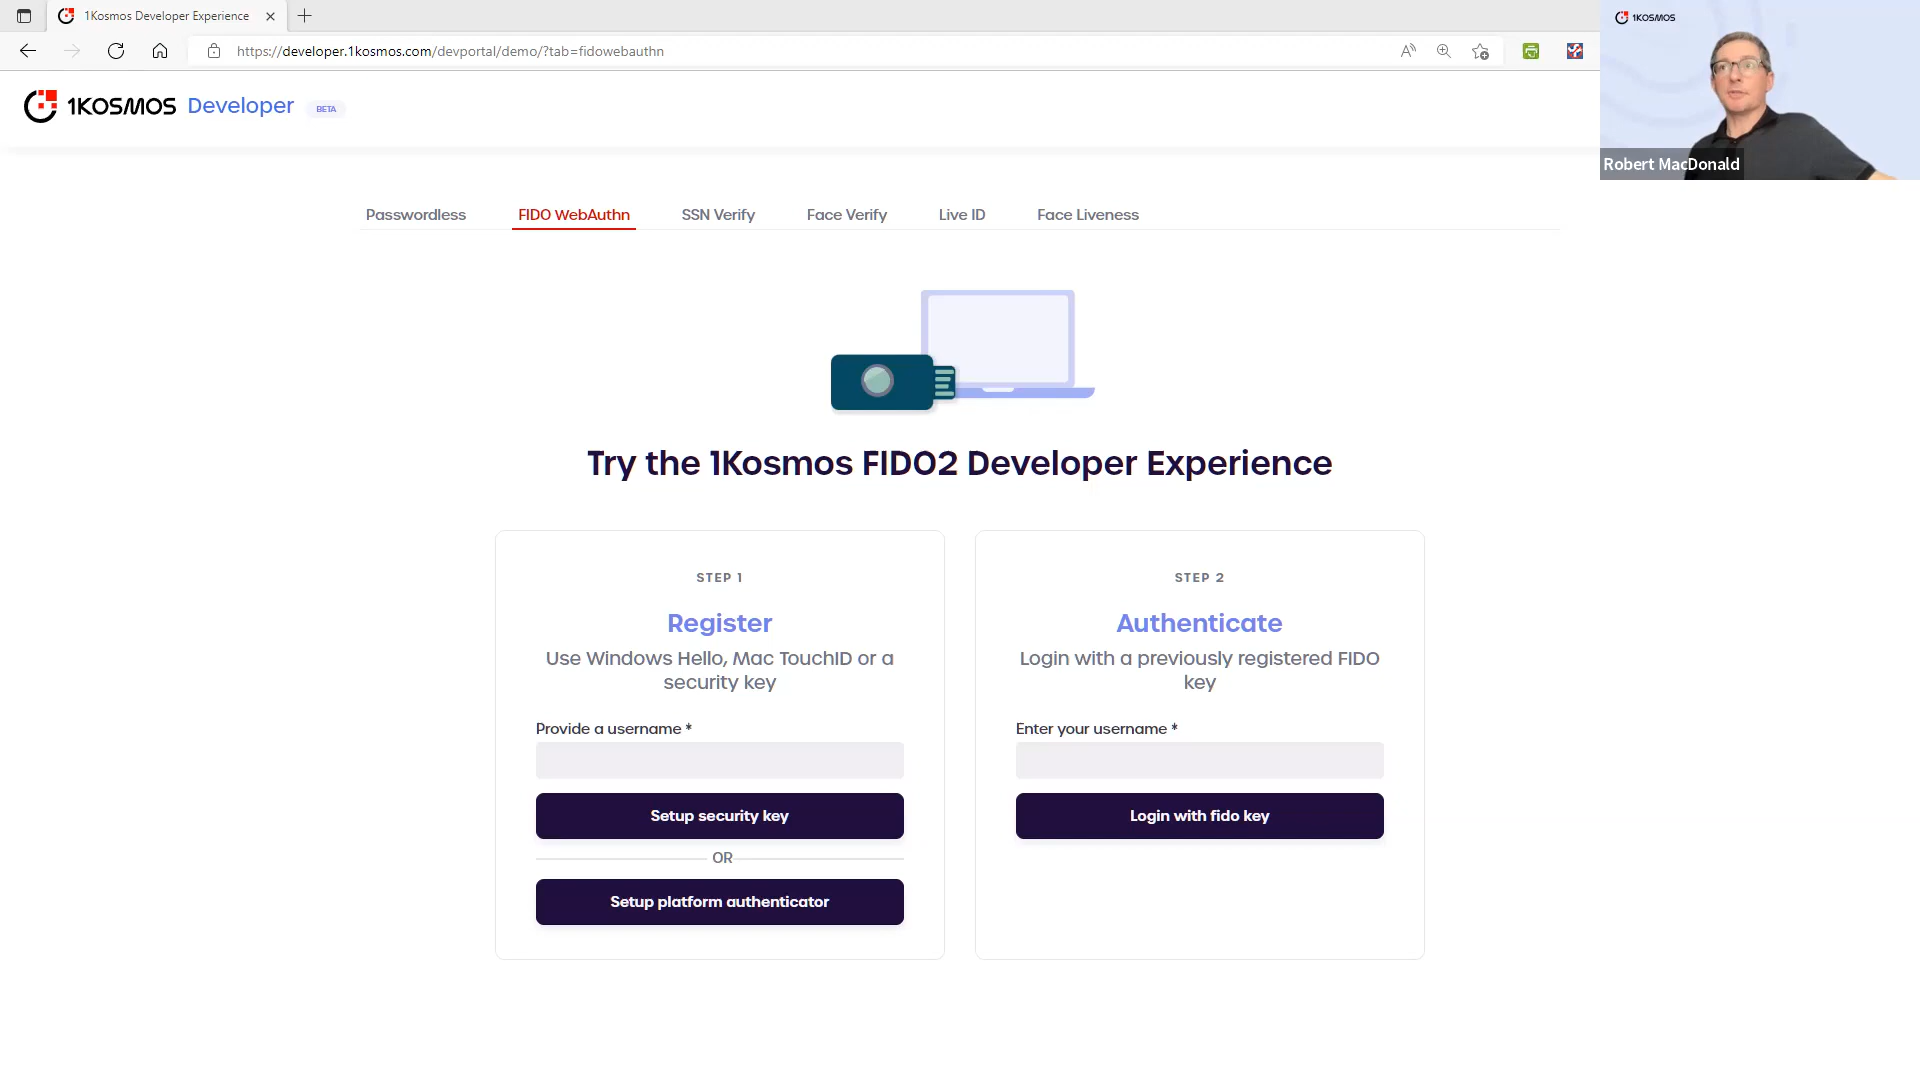 1Kosmos Developer Experience
https://developer.1kosmos.com/devportal/demo/?tab=fidowebauthn
1KOSMOS
Robert MacDonald
1KOSMOS Developer BETA
Passwordless FIDO WebAuthn SSN Verify Face Verify Live ID Face Liveness
Try the 1Kosmos FIDO2 Developer Experience
STEP 1
Register
Use Windows Hello, Mac TouchID or a
security key
Provide a username *
Setup security key
OR
Setup platform authenticator
STEP 2
Authenticate
Login with a previously registered FIDO
key
Enter your username *
Login with fido key